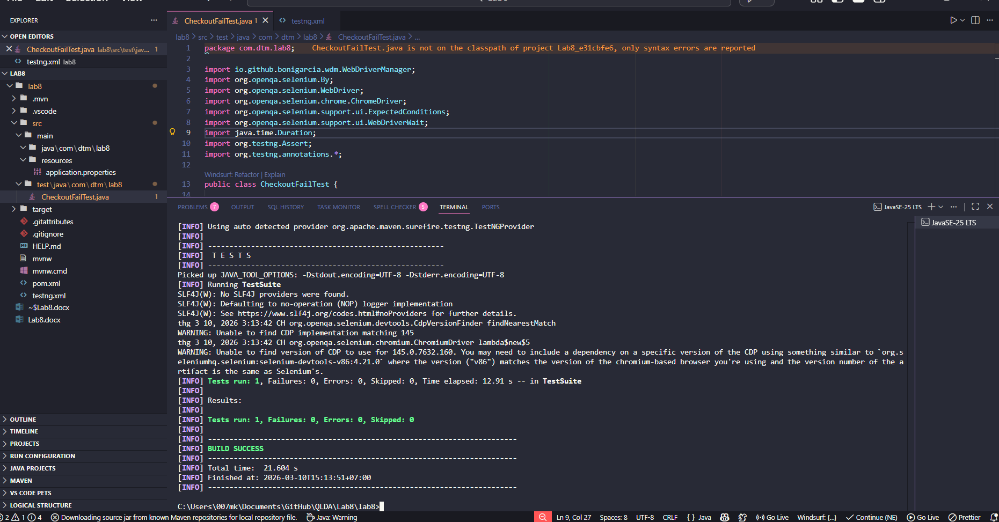 EXPLORER
OPEN EDITORS
CheckoutFailTest.java lab8\src\test\jav... 1
testng.xml lab8
LAB8
lab8
.mvn
.vscode
src
main
java\com\dtm\lab8
resources
application.properties
test\java\com\dtm\lab8
CheckoutFailTest.java 1
target
.gitattributes
.gitignore
HELP.md
mvnw
mvnw.cmd
pom.xml
testng.xml
~$Lab8.docx
Lab8.docx
OUTLINE
TIMELINE
PROJECTS
RUN CONFIGURATION
JAVA PROJECTS
MAVEN
VS CODE PETS
LOGICAL STRUCTURE
CheckoutFailTest.java 1
testng.xml
lab8 > src > test > java > com > dtm > lab8 > CheckoutFailTest.java > ...
1 package com.dtm.lab8; CheckoutFailTest.java is not on the classpath of project Lab8_e31cbfe6, only syntax errors are reported
2
3 import io.github.bonigarcia.wdm.WebDriverManager;
4 import org.openqa.selenium.By;
5 import org.openqa.selenium.WebDriver;
6 import org.openqa.selenium.chrome.ChromeDriver;
7 import org.openqa.selenium.support.ui.ExpectedConditions;
8 import org.openqa.selenium.support.ui.WebDriverWait;
9 import java.time.Duration;
10 import org.testng.Assert;
11 import org.testng.annotations.*;
12
Windsurf: Refactor | Explain
13 public class CheckoutFailTest {
14
PROBLEMS 7 OUTPUT SQL HISTORY TASK MONITOR SPELL CHECKER 5 TERMINAL PORTS
JavaSE-25 LTS
JavaSE-25 LTS
[INFO] Using auto detected provider org.apache.maven.surefire.testng.TestNGProvider
[INFO]
[INFO] -------------------------------------------------------
[INFO]  T E S T S
[INFO] -------------------------------------------------------
Picked up JAVA_TOOL_OPTIONS: -Dstdout.encoding=UTF-8 -Dstderr.encoding=UTF-8
[INFO] Running TestSuite
SLF4J(W): No SLF4J providers were found.
SLF4J(W): Defaulting to no-operation (NOP) logger implementation
SLF4J(W): See https://www.slf4j.org/codes.html#noProviders for further details.
thg 3 10, 2026 3:13:42 CH org.openqa.selenium.devtools.CdpVersionFinder findNearestMatch
WARNING: Unable to find CDP implementation matching 145
thg 3 10, 2026 3:13:42 CH org.openqa.selenium.chromium.ChromiumDriver lambda$new$5
WARNING: Unable to find version of CDP to use for 145.0.7632.160. You may need to include a dependency on a specific version of the CDP using something similar to `org.s
eleniumhq.selenium:selenium-devtools-v86:4.21.0` where the version ("v86") matches the version of the chromium-based browser you're using and the version number of the a
rtifact is the same as Selenium's.
[INFO] Tests run: 1, Failures: 0, Errors: 0, Skipped: 0, Time elapsed: 12.91 s -- in TestSuite
[INFO]
[INFO] Results:
[INFO]
[INFO] Tests run: 1, Failures: 0, Errors: 0, Skipped: 0
[INFO]
[INFO] ------------------------------------------------------------------------
[INFO] BUILD SUCCESS
[INFO] ------------------------------------------------------------------------
[INFO] Total time:  21.604 s
[INFO] Finished at: 2026-03-10T15:13:51+07:00
[INFO] ------------------------------------------------------------------------
C:\Users\007mk\Documents\GitHub\QLDA\Lab8\lab8>
2 1 4 Downloading source jar from known Maven repositories for local repository file. Java: Warning Ln 9, Col 27 Spaces: 8 UTF-8 CRLF { } Java Go Live Windsurf: {...} Continue (NE) Go Live Prettier